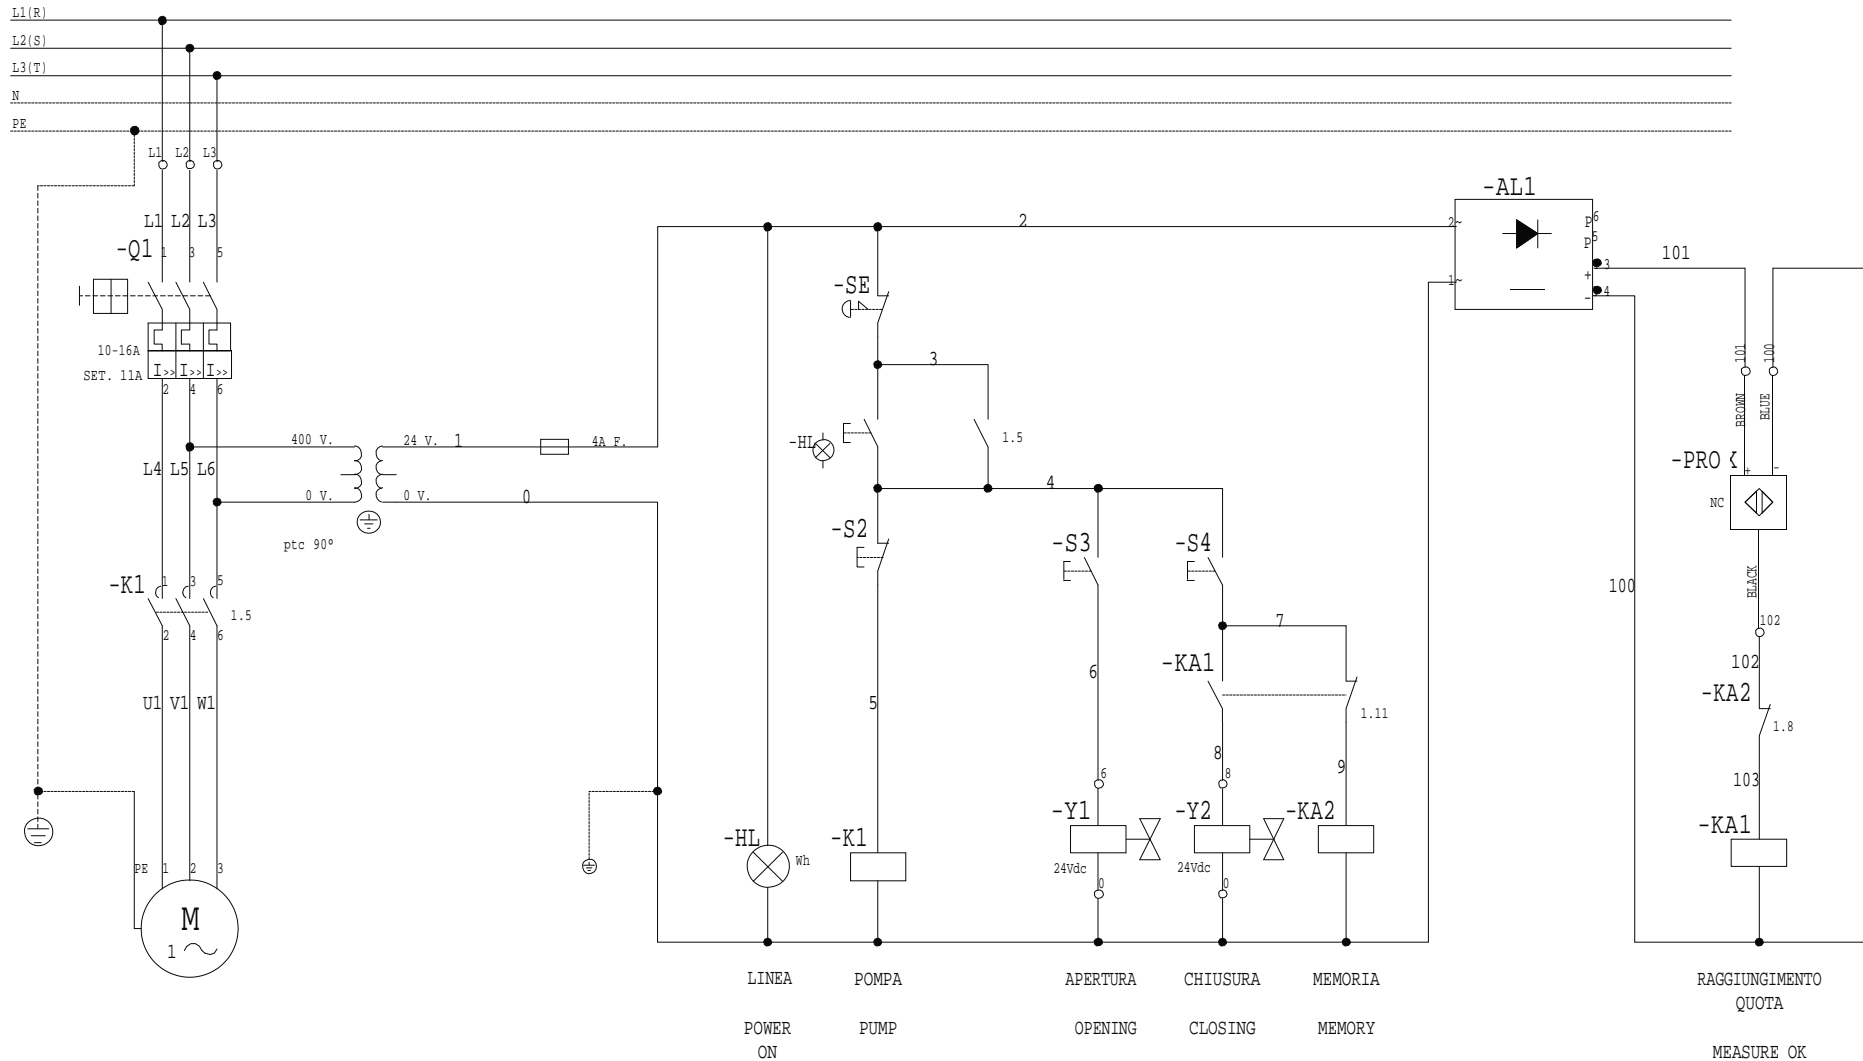 L1(R)
L2(S)
L3(T)
N
PE
L1 L2 L3
L1 L2 L3
-Q1
1 3 5
10-16A
SET. 11A
I>> I>> I>>
2 4 6
L4 L5 L6
400 V. 24 V. 1 4A F.
0 V. 0 V. 0
ptc 90°
-K1
1 3 5
1.5
2 4 6
U1 V1 W1
PE 1 2 3
M
1
2
-SE
3
-HL
1.5
4
-S2
-S3
-S4
7
-KA1
1.11
5
6
8
9
6
8
-HL
Wh
-K1
-Y1
24Vdc
0
-Y2
24Vdc
0
-KA2
-AL1
2~
1~
P6
P5
+ 3
- 4
101
101
100
BROWN
BLUE
-PROX
+ -
NC
100
BLACK
102
102
-KA2
1.8
103
-KA1
LINEA POMPA APERTURA CHIUSURA MEMORIA RAGGIUNGIMENTO
QUOTA
POWER PUMP OPENING CLOSING MEMORY
ON MEASURE OK